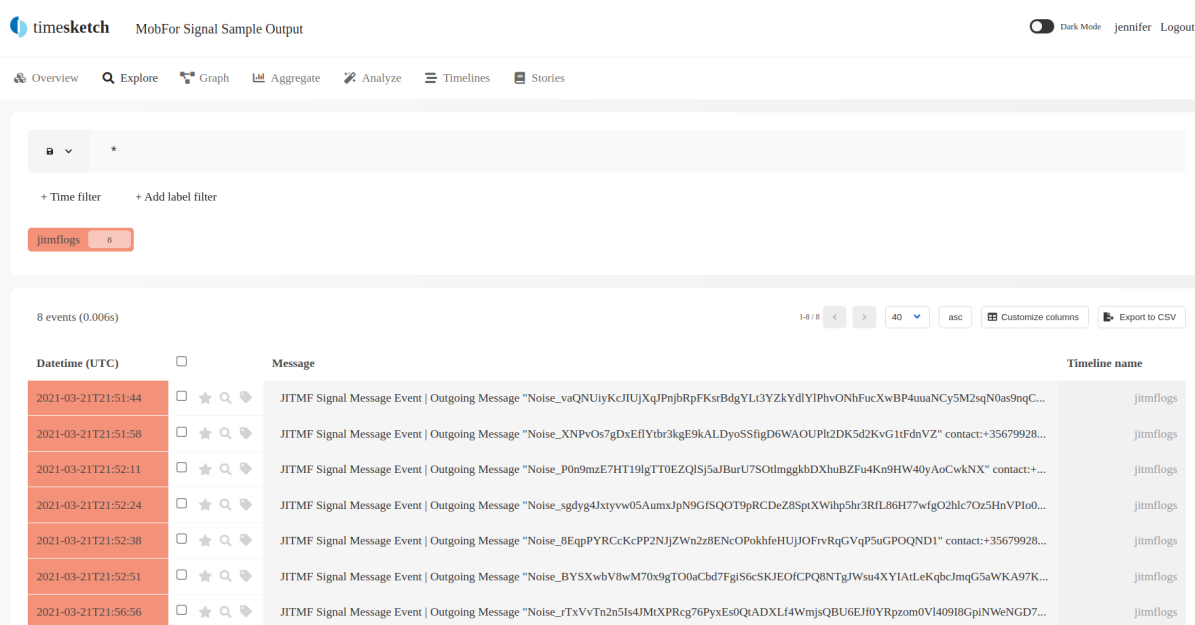 timesketch MobFor Signal Sample Output Dark Mode jennifer Logout
Overview Explore Graph Aggregate Analyze Timelines Stories
*
+ Time filter + Add label filter
jitmflogs 8
8 events (0.006s) 1-8 / 8 < > 40 asc Customize columns Export to CSV
Datetime (UTC) Message Timeline name
2021-03-21T21:51:44 JITMF Signal Message Event | Outgoing Message "Noise_vaQNUiyKcJIUjXqJPnjbRpFKsrBdgYLt3YZkYdlYlPhvONhFucXwBP4uuaNCy5M2sqN0as9nqC... jitmflogs
2021-03-21T21:51:58 JITMF Signal Message Event | Outgoing Message "Noise_XNPvOs7gDxEflYtbr3kgE9kALDyoSSfigD6WAOUPlt2DK5d2KvG1tFdnVZ" contact:+35679928... jitmflogs
2021-03-21T21:52:11 JITMF Signal Message Event | Outgoing Message "Noise_P0n9mzE7HT19lgTT0EZQlSj5aJBurU7SOtlmggkbDXhuBZFu4Kn9HW40yAoCwkNX" contact:+... jitmflogs
2021-03-21T21:52:24 JITMF Signal Message Event | Outgoing Message "Noise_sgdyg4Jxtyvw05AumxJpN9GfSQOT9pRCDeZ8SptXWihp5hr3RfL86H77wfgO2hlc7Oz5HnVPIo0... jitmflogs
2021-03-21T21:52:38 JITMF Signal Message Event | Outgoing Message "Noise_8EqpPYRCcKcPP2NJjZWn2z8ENcOPokhfeHUjJOFrvRqGVqP5uGPOQND1" contact:+35679928... jitmflogs
2021-03-21T21:52:51 JITMF Signal Message Event | Outgoing Message "Noise_BYSXwbV8wM70x9gTO0aCbd7FgiS6cSKJEOfCPQ8NTgJWsu4XYIAtLeKqbcJmqG5aWKA97K... jitmflogs
2021-03-21T21:56:56 JITMF Signal Message Event | Outgoing Message "Noise_rTxVvTn2n5Is4JMtXPRcg76PyxEs0QtADXLf4WmjsQBU6EJf0YRpzom0Vl409I8GpiNWeNGD7... jitmflogs